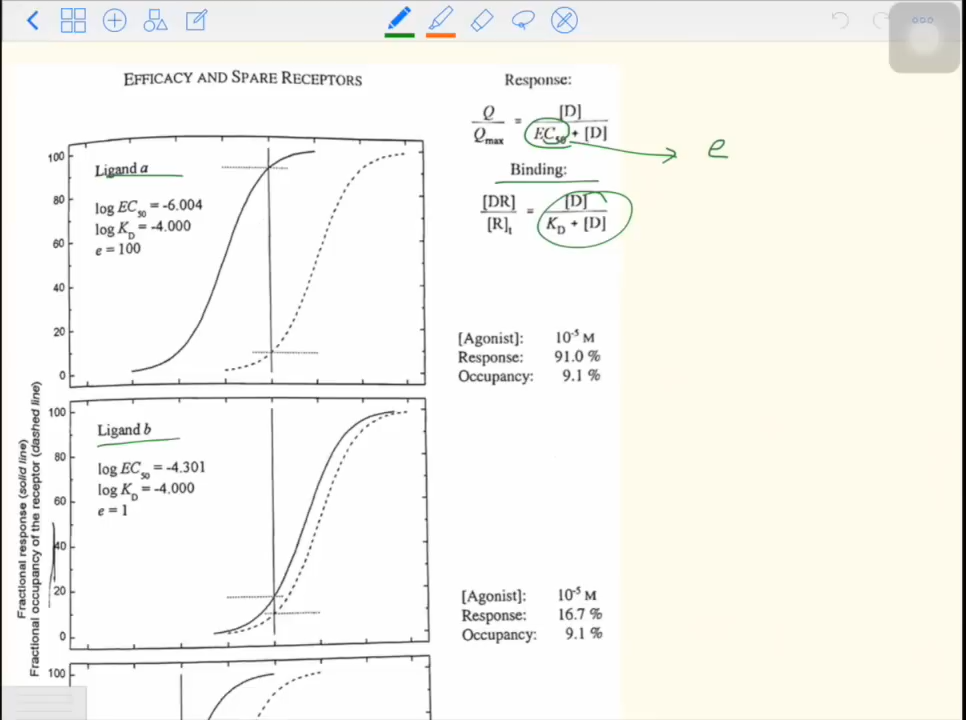 EFFICACY AND SPARE RECEPTORS
Response:
Q/Qmax = [D]/(EC50 + [D])
e
Binding:
[DR]/[R]t = [D]/(KD + [D])
100
80
60
40
20
0
Ligand a
log EC50 = -6.004
log KD = -4.000
e = 100
[Agonist]: 10-5 M
Response: 91.0 %
Occupancy: 9.1 %
Fractional response (solid line)
Fractional occupancy of the receptor (dashed line)
100
80
60
40
20
0
Ligand b
log EC50 = -4.301
log KD = -4.000
e = 1
[Agonist]: 10-5 M
Response: 16.7 %
Occupancy: 9.1 %
100
80